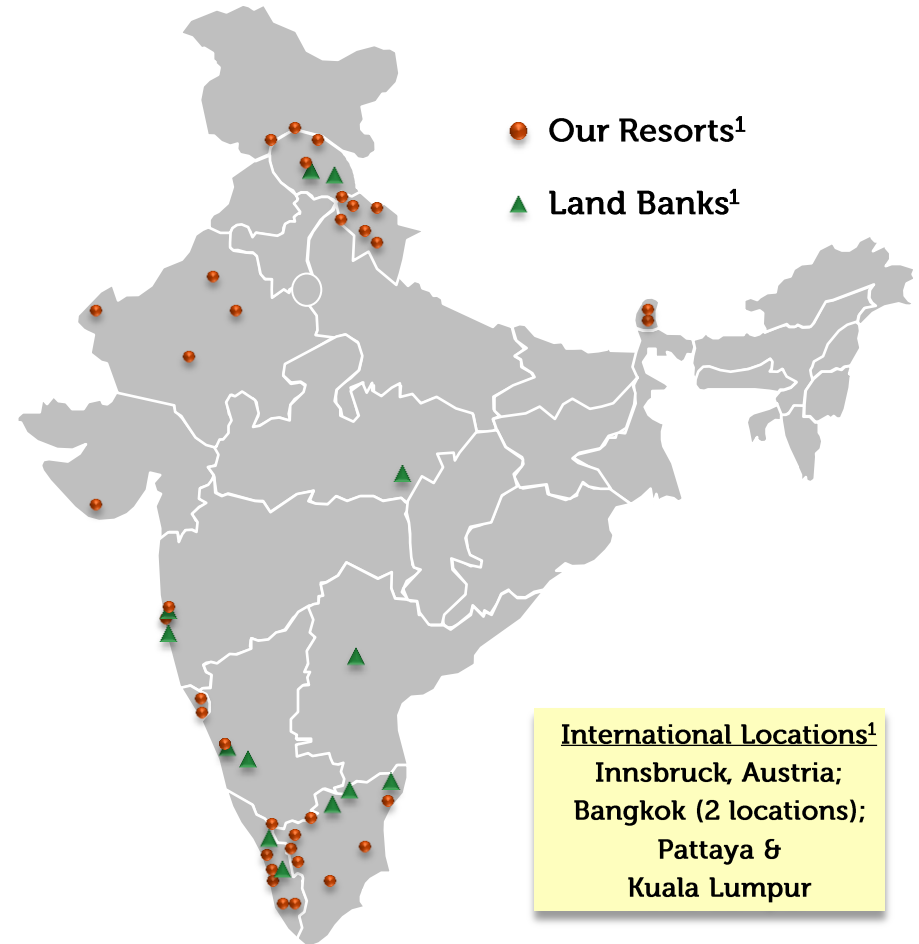 Our Resorts¹
Land Banks¹
International Locations¹
Innsbruck, Austria;
Bangkok (2 locations);
Pattaya &
Kuala Lumpur